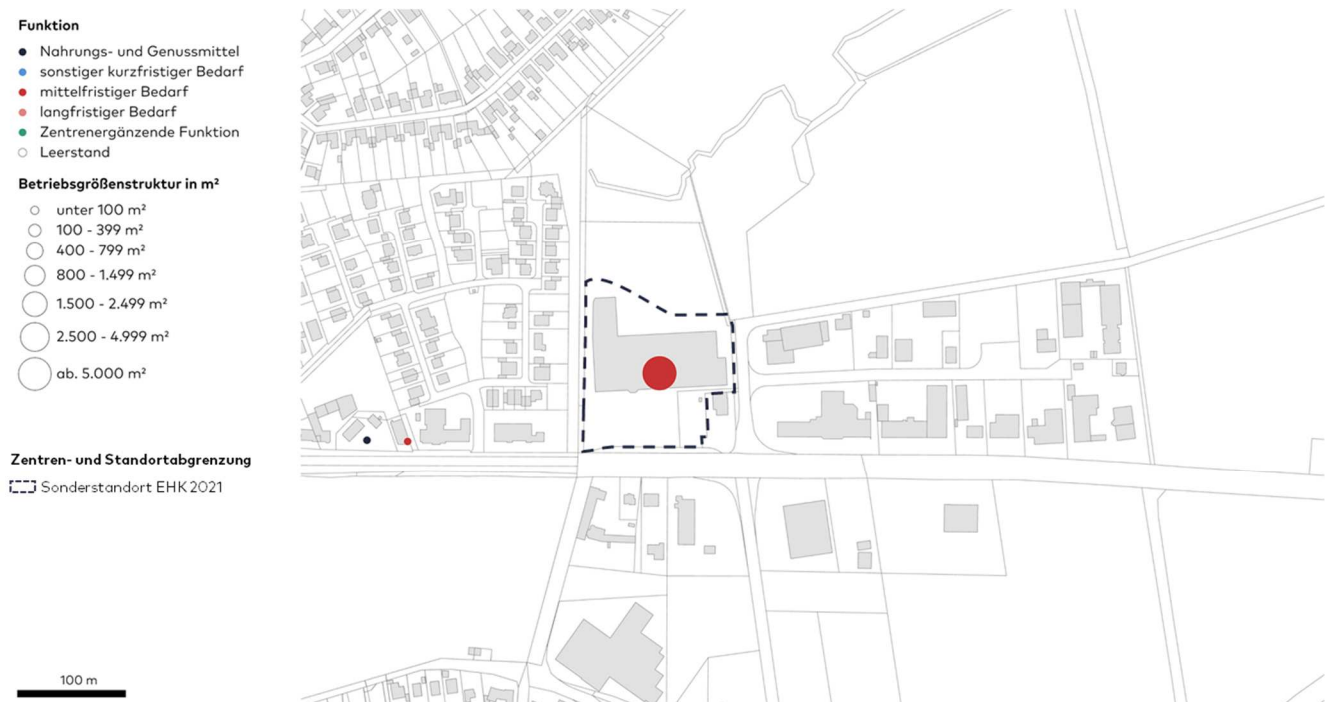 Funktion
Nahrungs- und Genussmittel
sonstiger kurzfristiger Bedarf
mittelfristiger Bedarf
langfristiger Bedarf
Zentrenergänzende Funktion
Leerstand
Betriebsgrößenstruktur in m²
unter 100 m²
100 - 399 m²
400 - 799 m²
800 - 1.499 m²
1.500 - 2.499 m²
2.500 - 4.999 m²
ab. 5.000 m²
Zentren- und Standortabgrenzung
Sonderstandort EHK 2021
100 m